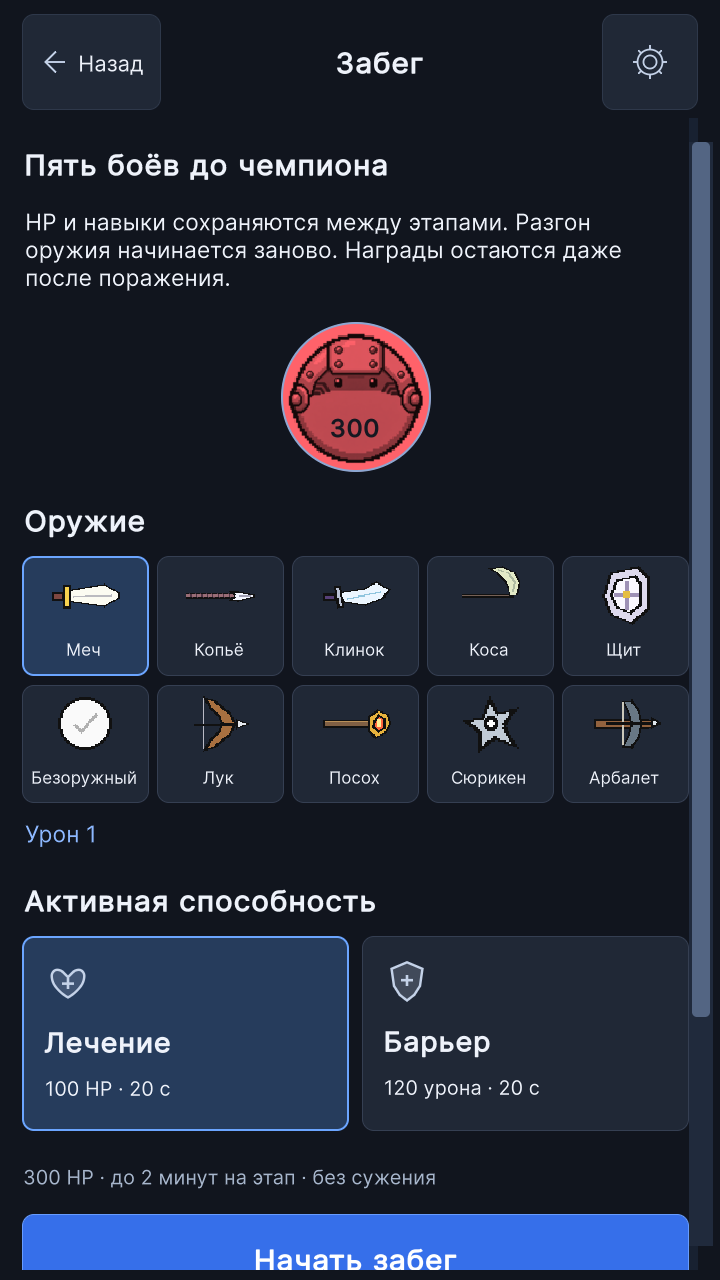 Назад
Забег
Пять боёв до чемпиона
HP и навыки сохраняются между этапами. Разгон
оружия начинается заново. Награды остаются даже
после поражения.
300
Оружие
Меч
Копьё
Клинок
Коса
Щит
Безоружный
Лук
Посох
Сюрикен
Арбалет
Урон 1
Активная способность
Лечение
100 HP · 20 с
Барьер
120 урона · 20 с
300 HP · до 2 минут на этап · без сужения
Начать забег